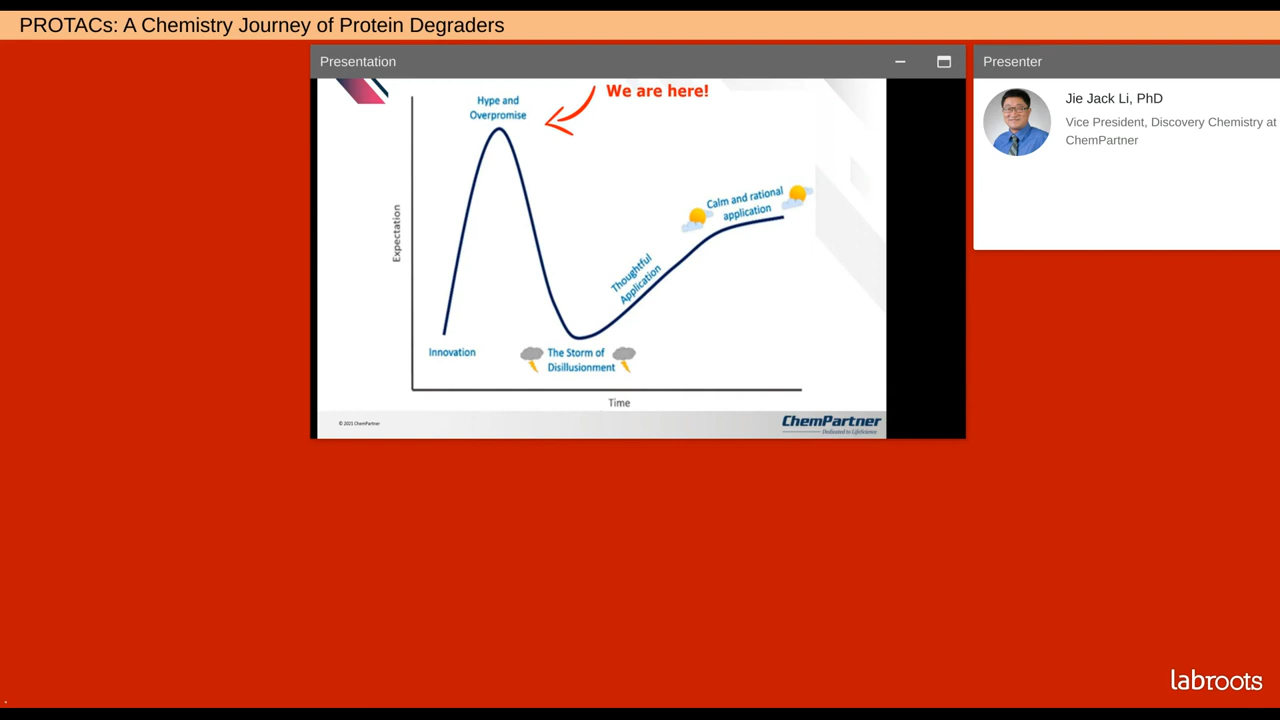 PROTACs: A Chemistry Journey of Protein Degraders
Presentation
We are here!
Hype and
Overpromise
Expectation
Calm and rational
application
Thoughtful
Application
Innovation
The Storm of
Disillusionment
Time
© 2021 ChemPartner
ChemPartner
Dedicated to LifeScience
Presenter
Jie Jack Li, PhD
Vice President, Discovery Chemistry at
ChemPartner
labroots